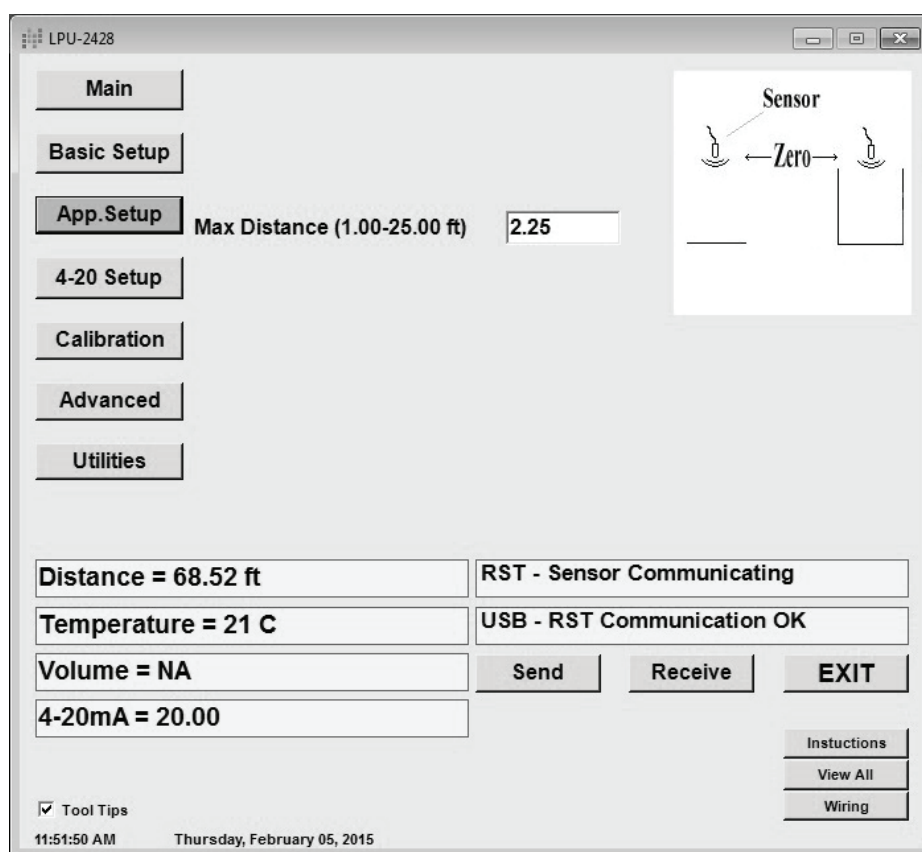 LPU-2428
Main
Sensor
Basic Setup
Zero
App.Setup
Max Distance (1.00-25.00 ft) 2.25
4-20 Setup
Calibration
Advanced
Utilities
Distance = 68.52 ft
RST - Sensor Communicating
Temperature = 21 C
USB - RST Communication OK
Volume = NA
Send Receive EXIT
4-20mA = 20.00
Instuctions
View All
Wiring
Tool Tips
11:51:50 AM Thursday, February 05, 2015